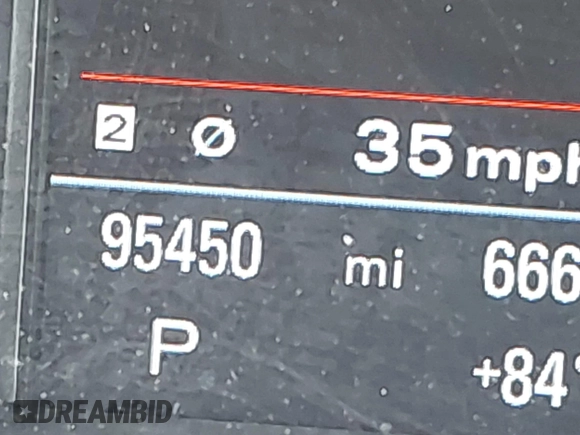 2 Ø 35 mph
95450 mi 666
P +84°
DREAMBID